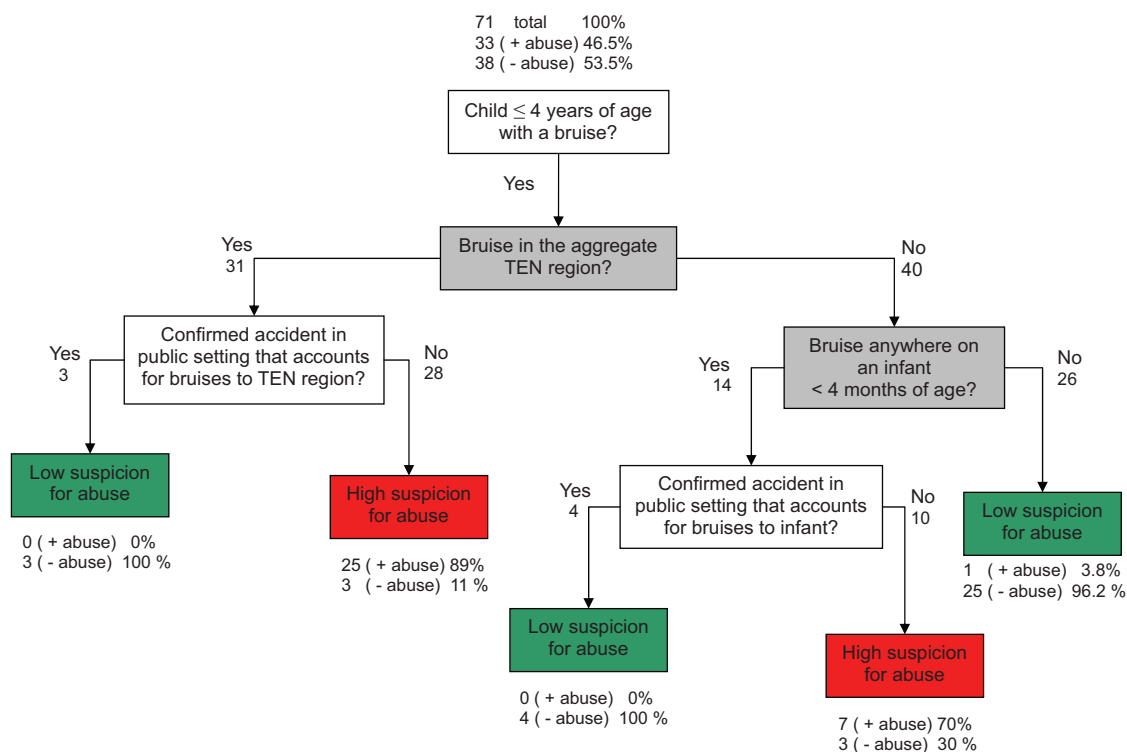 71 total 100%
33 ( + abuse) 46.5%
38 ( - abuse) 53.5%
Child ≤ 4 years of age
with a bruise?
Yes
Bruise in the aggregate
TEN region?
Yes
31
No
40
Confirmed accident in
public setting that accounts
for bruises to TEN region?
Yes
3
No
28
Bruise anywhere on
an infant
< 4 months of age?
Yes
14
No
26
Low suspicion
for abuse
0 ( + abuse) 0%
3 ( - abuse) 100 %
High suspicion
for abuse
25 ( + abuse) 89%
3 ( - abuse) 11 %
Confirmed accident in
public setting that accounts
for bruises to infant?
Yes
4
No
10
Low suspicion
for abuse
1 ( + abuse) 3.8%
25 ( - abuse) 96.2 %
Low suspicion
for abuse
0 ( + abuse) 0%
4 ( - abuse) 100 %
High suspicion
for abuse
7 ( + abuse) 70%
3 ( - abuse) 30 %